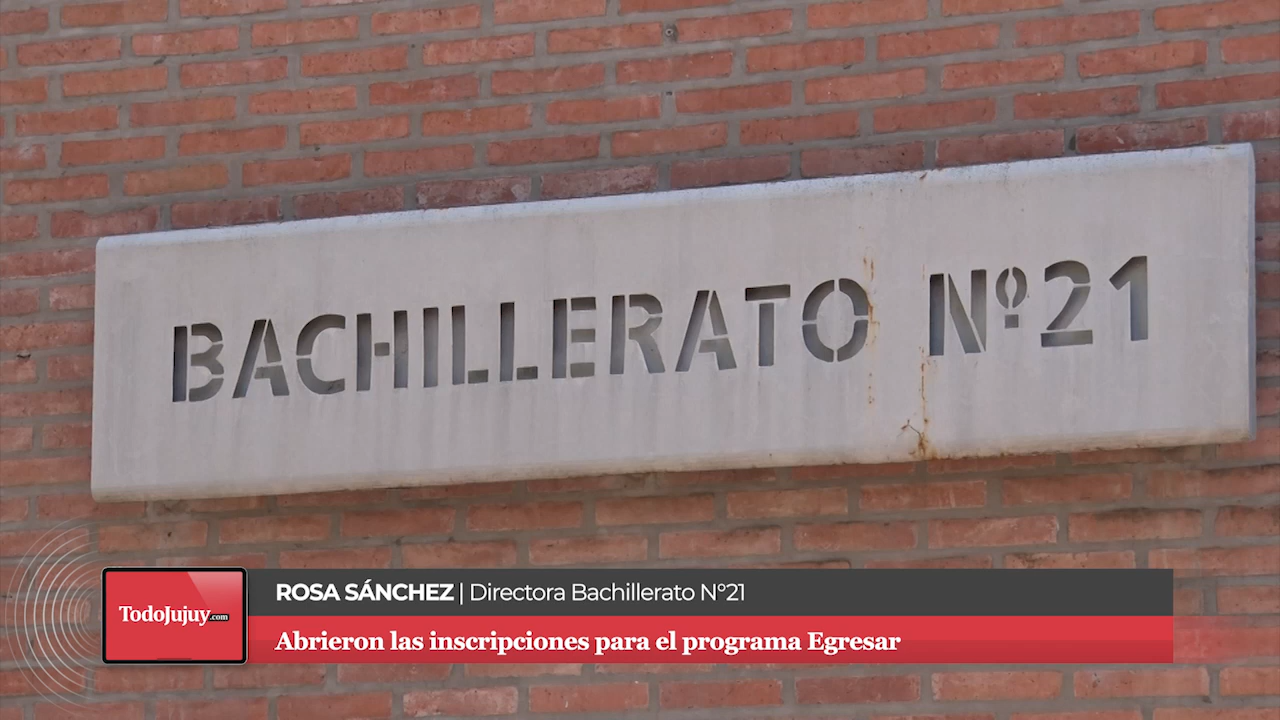 BACHILLERATO Nº21
ROSA SÁNCHEZ | Directora Bachillerato N°21
TodoJujuy.com
Abrieron las inscripciones para el programa Egresar